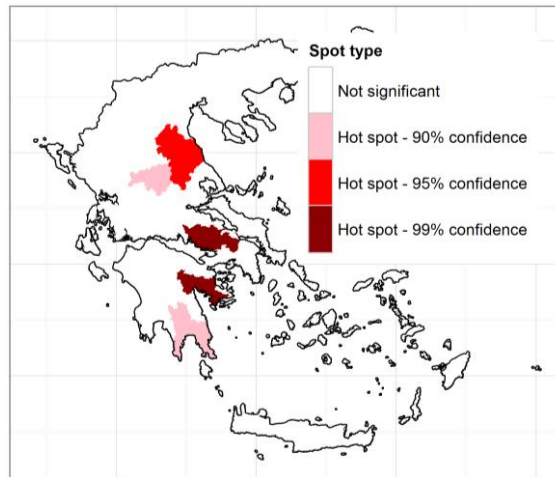 Spot type
Not significant
Hot spot - 90% confidence
Hot spot - 95% confidence
Hot spot - 99% confidence